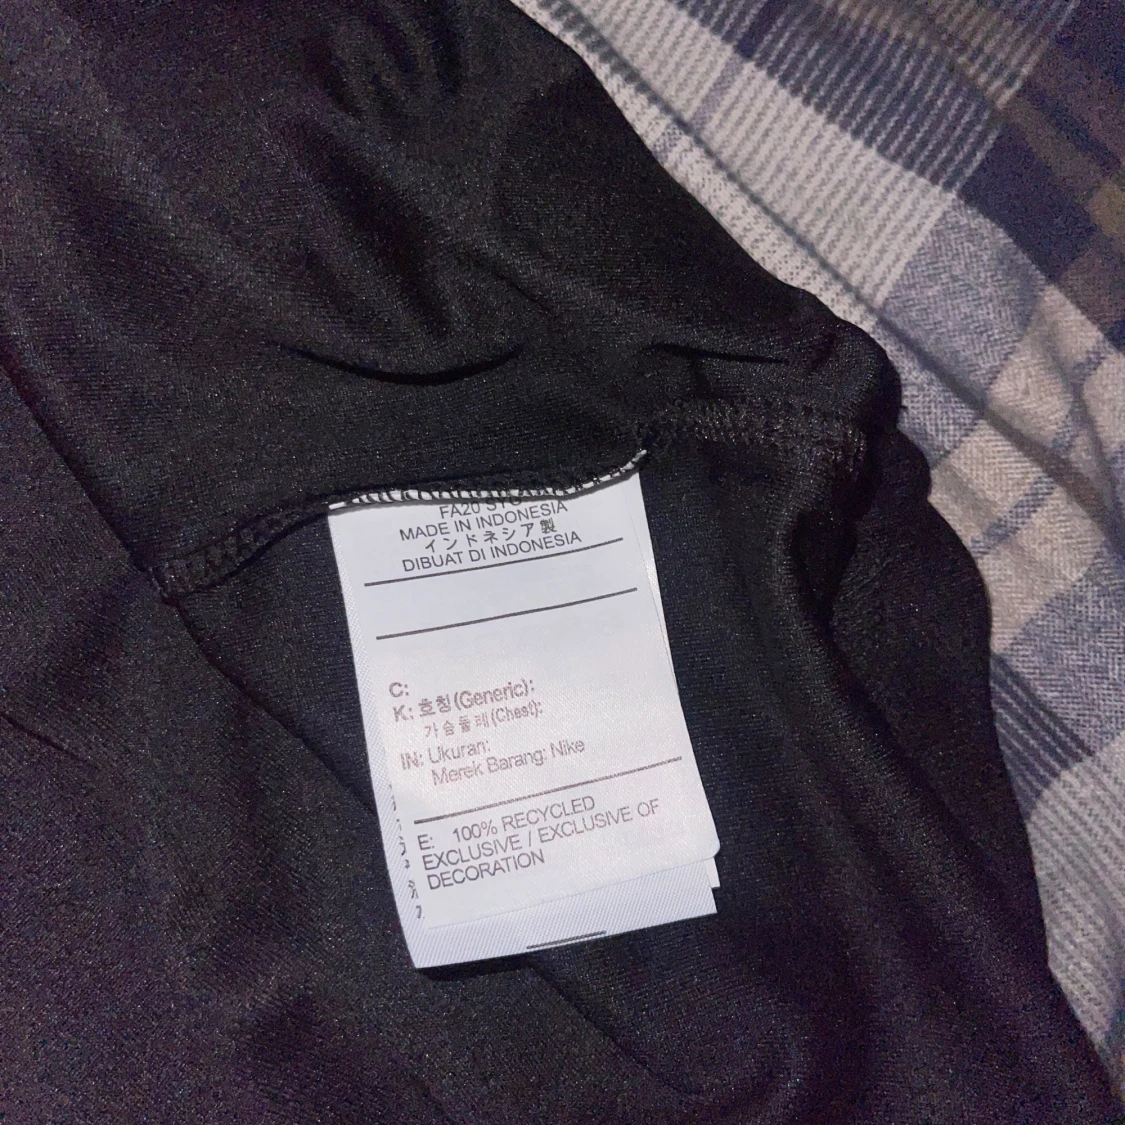 FA20
MADE IN INDONESIA
インドネシア製
DIBUAT DI INDONESIA
C:
K: 호칭(Generic):
가슴둘레(Chest):
IN: Ukuran:
Merek Barang: Nike
E: 100% RECYCLED
EXCLUSIVE / EXCLUSIVE OF
DECORATION